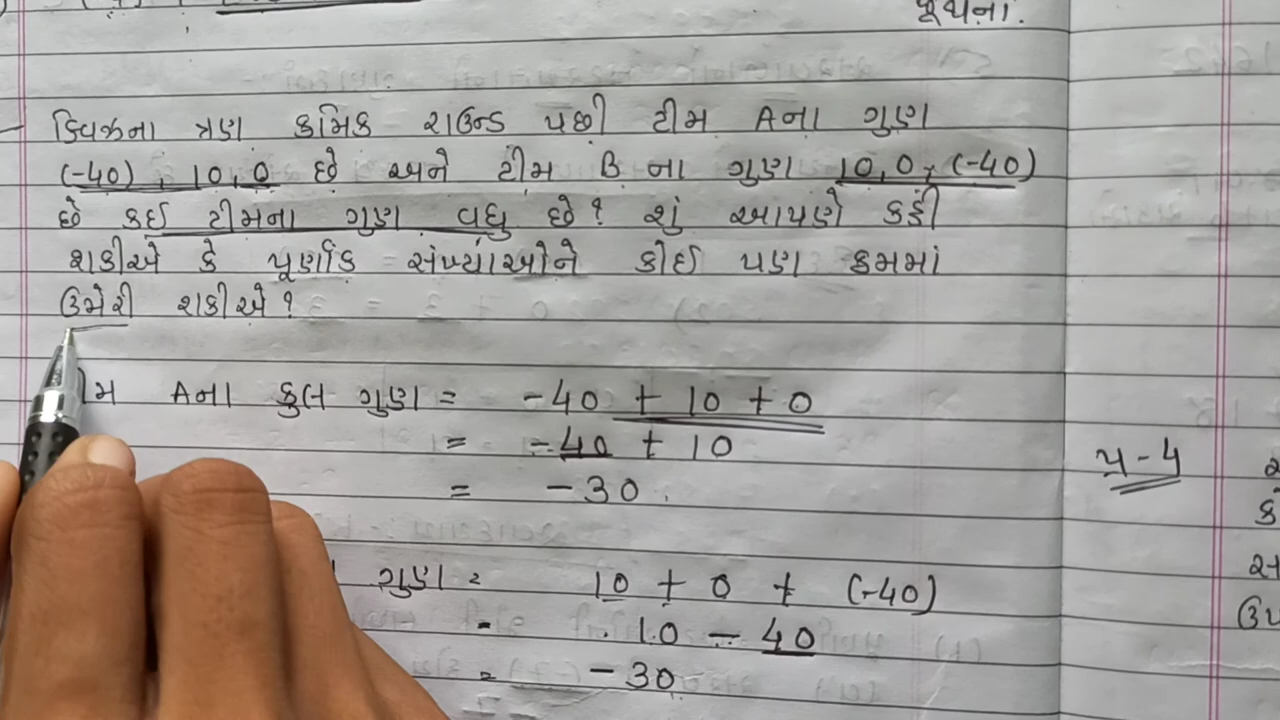 સૂચના.
ક્વિઝના ત્રણ ક્રમિક રાઉન્ડ પછી ટીમ Aના ગુણ
(-40), 10, 0 છે અને ટીમ B ના ગુણ 10, 0, (-40)
છે કઈ ટીમના ગુણ વધુ છે? શું આપણે કહી
શકીએ કે પૂર્ણાંક સંખ્યાઓને કોઈ પણ ક્રમમાં
ઉમેરી શકીએ?
Aના કુલ ગુણ = -40 + 10 + 0
= -40 + 10
= -30.
ગુણ = 10 + 0 + (-40)
= 10 - 40
= -30
પ્ર - 4